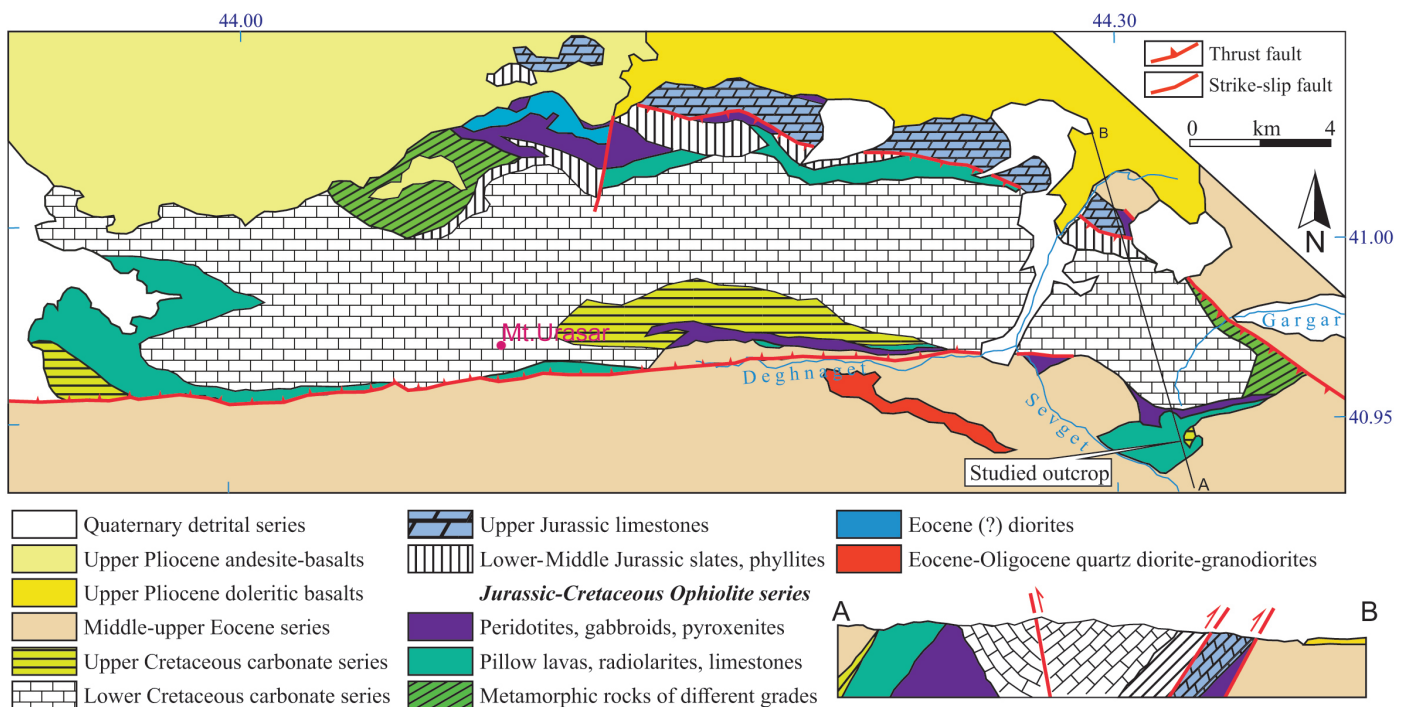 44.00
44.30
Thrust fault
Strike-slip fault
0 km 4
B
N
41.00
Gargar
Mt.Urasar
Deghnaget
Sevget
40.95
Studied outcrop
A
Quaternary detrital series
Upper Pliocene andesite-basalts
Upper Pliocene doleritic basalts
Middle-upper Eocene series
Upper Cretaceous carbonate series
Lower Cretaceous carbonate series
Upper Jurassic limestones
Lower-Middle Jurassic slates, phyllites
Jurassic-Cretaceous Ophiolite series
Peridotites, gabbroids, pyroxenites
Pillow lavas, radiolarites, limestones
Metamorphic rocks of different grades
Eocene (?) diorites
Eocene-Oligocene quartz diorite-granodiorites
A B